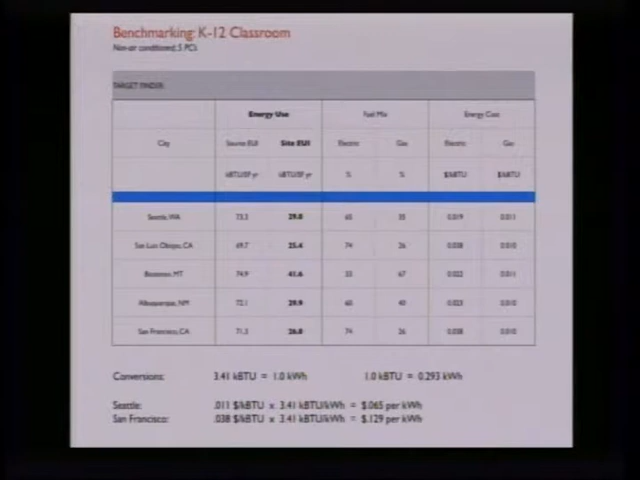 Benchmarking: K-12 Classroom
Non-air conditioned; 5 PCs
TARGET FINDER
Energy Use Fuel Mix Energy Cost
City Source EUI Site EUI Electric Gas Electric Gas
kBTU/SF yr kBTU/SF yr % % $/kBTU $/kBTU
Seattle, WA 73.3 29.0 65 35 0.019 0.011
San Luis Obispo, CA 69.7 25.4 74 26 0.038 0.010
Bozeman, MT 74.9 41.6 33 67 0.022 0.011
Albuquerque, NM 72.1 29.9 60 40 0.023 0.010
San Francisco, CA 71.3 26.0 74 26 0.038 0.010
Conversions: 3.41 kBTU = 1.0 kWh 1.0 kBTU = 0.293 kWh
Seattle: .011 $/kBTU x 3.41 kBTU/kWh = $.065 per kWh
San Francisco: .038 $/kBTU x 3.41 kBTU/kWh = $.129 per kWh